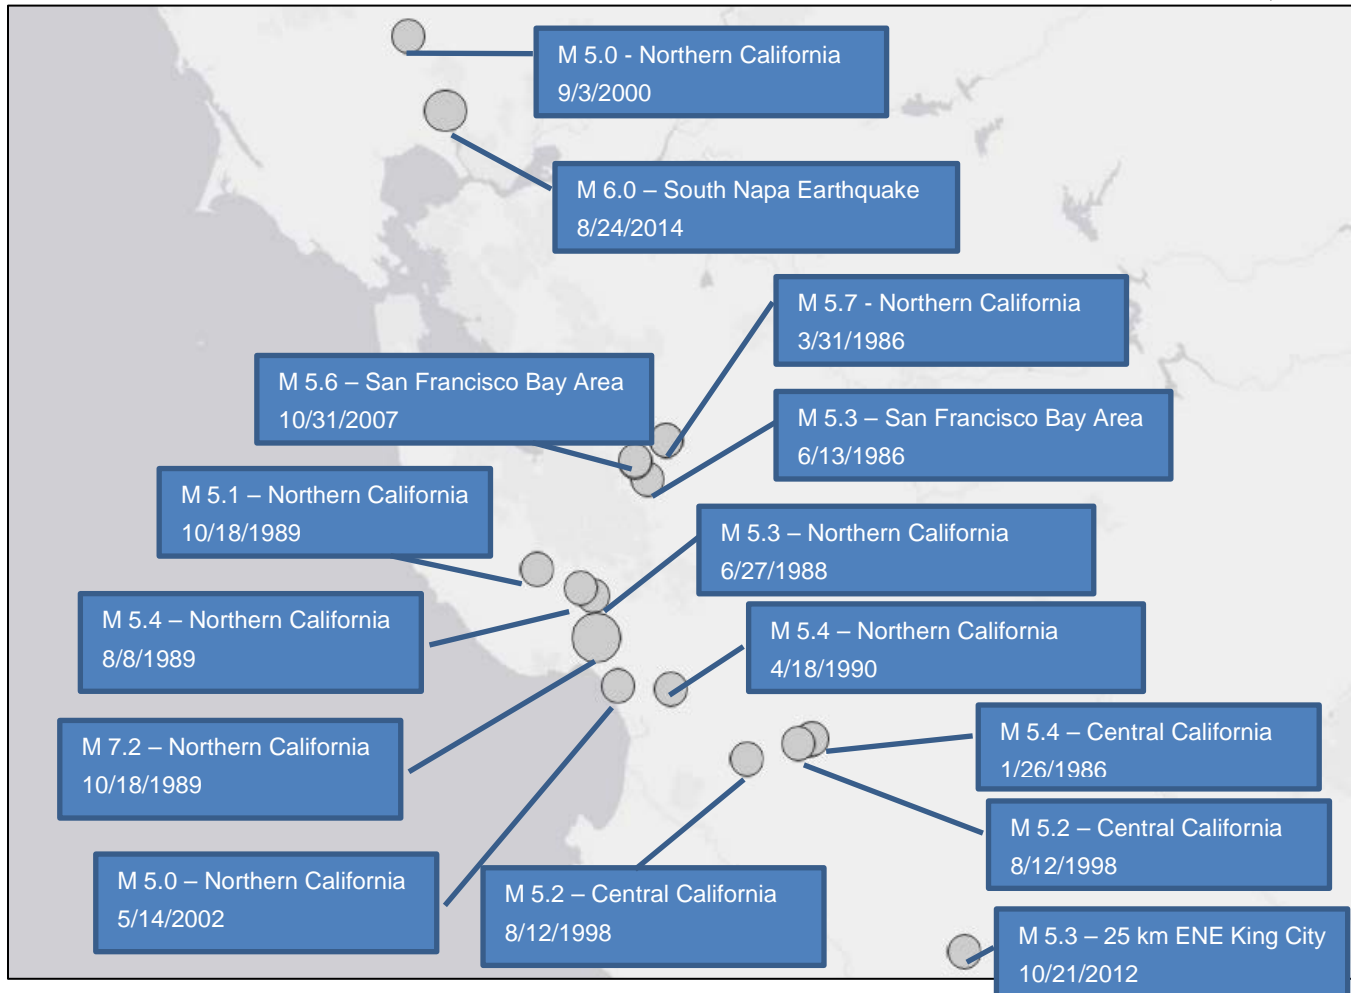 M 5.0 - Northern California
9/3/2000
M 6.0 – South Napa Earthquake
8/24/2014
M 5.7 - Northern California
3/31/1986
M 5.6 – San Francisco Bay Area
10/31/2007
M 5.3 – San Francisco Bay Area
6/13/1986
M 5.1 – Northern California
10/18/1989
M 5.3 – Northern California
6/27/1988
M 5.4 – Northern California
8/8/1989
M 5.4 – Northern California
4/18/1990
M 7.2 – Northern California
10/18/1989
M 5.4 – Central California
1/26/1986
M 5.2 – Central California
8/12/1998
M 5.0 – Northern California
5/14/2002
M 5.2 – Central California
8/12/1998
M 5.3 – 25 km ENE King City
10/21/2012